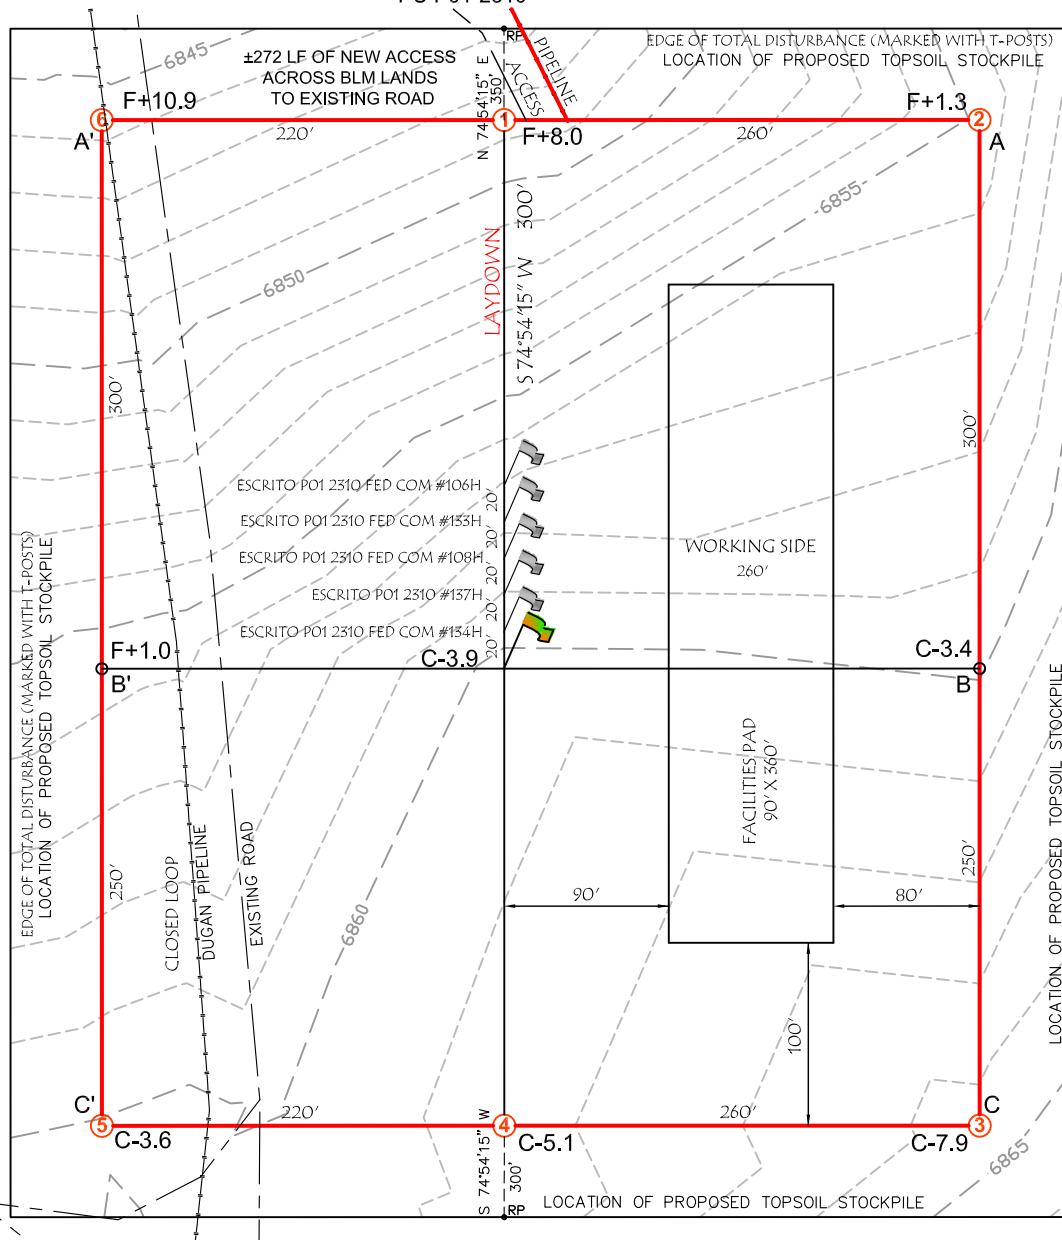 ±272 LF OF NEW ACCESS
ACROSS BLM LANDS
TO EXISTING ROAD
RP
EDGE OF TOTAL DISTURBANCE (MARKED WITH T-POSTS)
LOCATION OF PROPOSED TOPSOIL STOCKPILE
6845
N 74°54'15" E
350'
ACCESS
PIPELINE
F+10.9
6
A'
220'
1
F+8.0
260'
F+1.3
2
A
6855
6850
LAYDOWN
S 74°54'15" W 300'
300'
300'
ESCRITO P01 2310 FED COM #106H
20'
ESCRITO P01 2310 FED COM #133H
20'
ESCRITO P01 2310 FED COM #108H
20'
ESCRITO P01 2310 #137H
20'
ESCRITO P01 2310 FED COM #134H
20'
WORKING SIDE
260'
EDGE OF TOTAL DISTURBANCE (MARKED WITH T-POSTS)
LOCATION OF PROPOSED TOPSOIL STOCKPILE
F+1.0
B'
C-3.9
C-3.4
B
FACILITIES PAD
90' X 360'
LOCATION OF PROPOSED TOPSOIL STOCKPILE
CLOSED LOOP
DUGAN PIPELINE
EXISTING ROAD
250'
250'
6860
90'
80'
100'
C'
5
C-3.6
220'
4
C-5.1
260'
C
3
C-7.9
S 74°54'15" W
300'
RP
6865
LOCATION OF PROPOSED TOPSOIL STOCKPILE